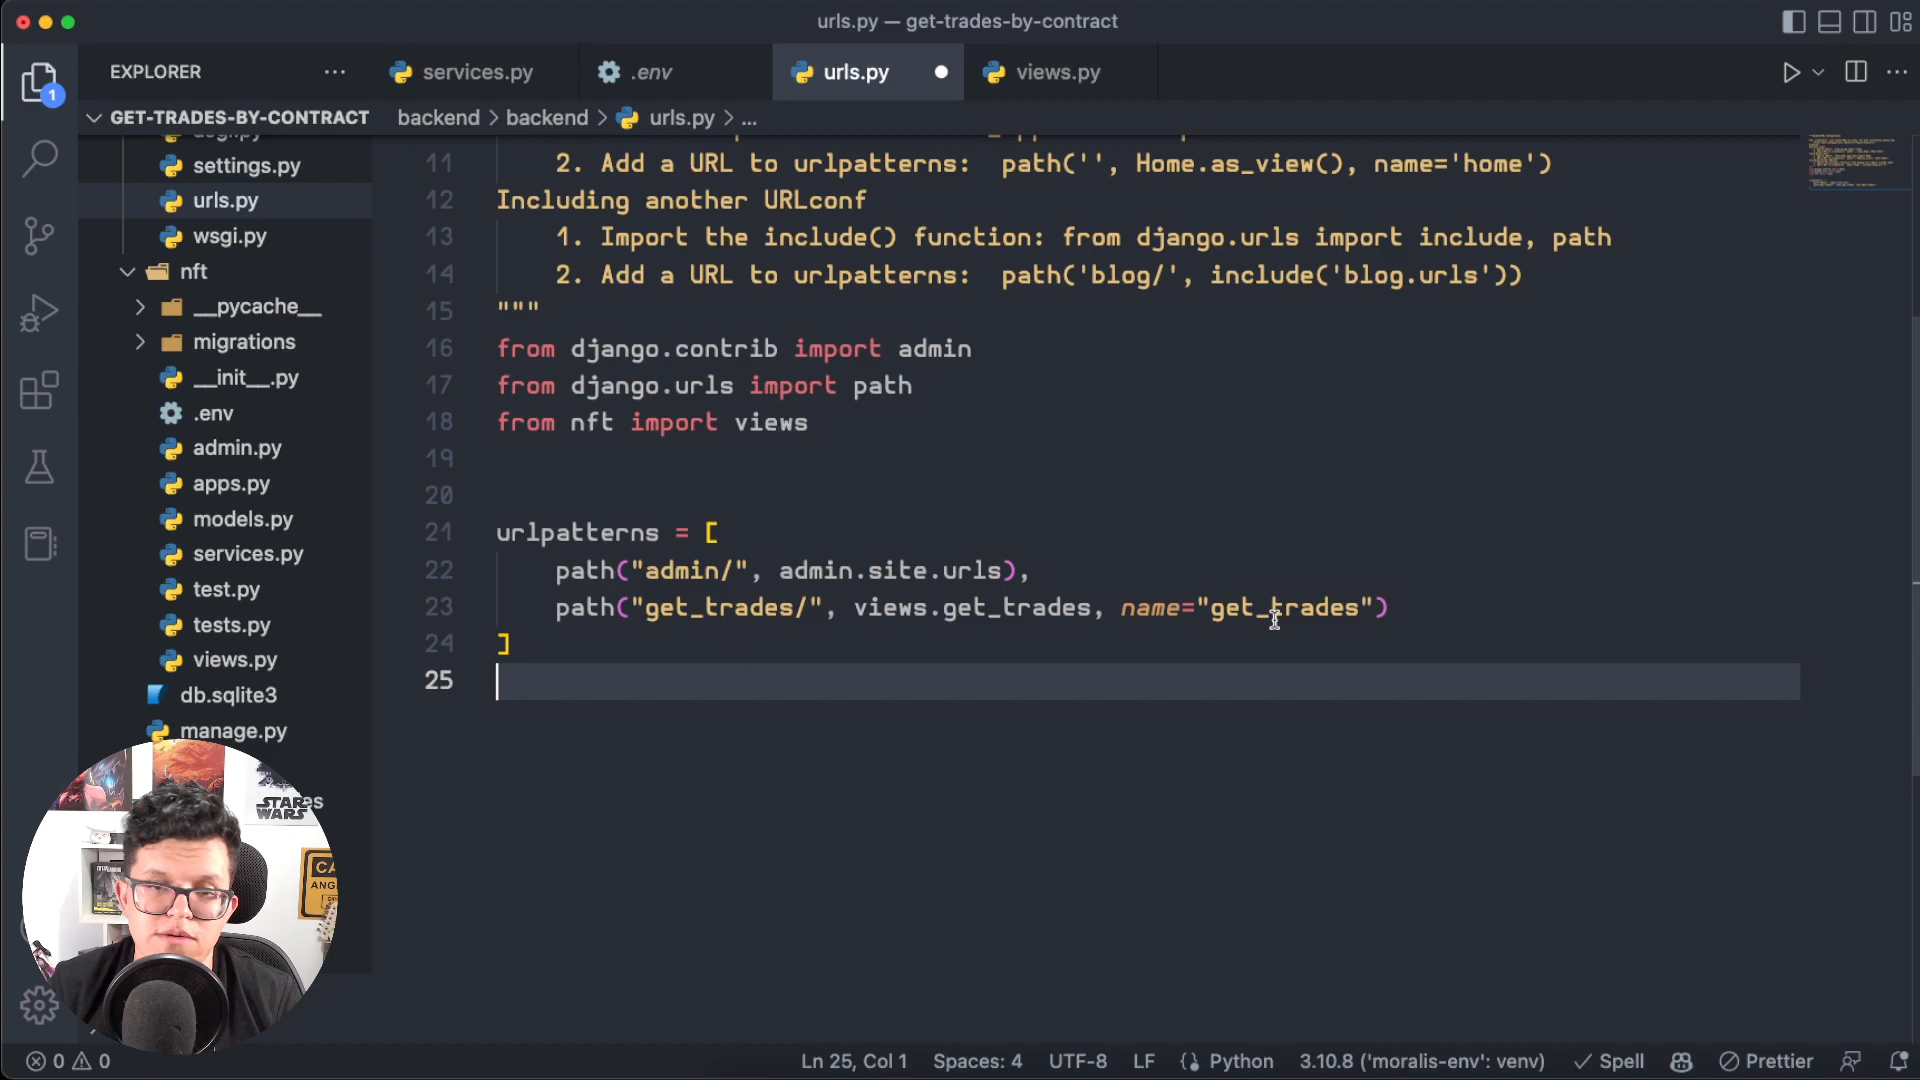 urls.py — get-trades-by-contract
EXPLORER
services.py
.env
urls.py
views.py
1
GET-TRADES-BY-CONTRACT
backend > backend > urls.py > ...
settings.py
urls.py
wsgi.py
nft
__pycache__
migrations
__init__.py
.env
admin.py
apps.py
models.py
services.py
test.py
tests.py
views.py
db.sqlite3
manage.py
11 2. Add a URL to urlpatterns:  path('', Home.as_view(), name='home')
12 Including another URLconf
13 1. Import the include() function: from django.urls import include, path
14 2. Add a URL to urlpatterns:  path('blog/', include('blog.urls'))
15 """
16 from django.contrib import admin
17 from django.urls import path
18 from nft import views
19
20
21 urlpatterns = [
22 path("admin/", admin.site.urls),
23 path("get_trades/", views.get_trades, name="get_trades")
24 ]
25
STAR
WARS
CA
ANG
0 0
Ln 25, Col 1
Spaces: 4
UTF-8
LF
Python
3.10.8 ('moralis-env': venv)
Spell
Prettier